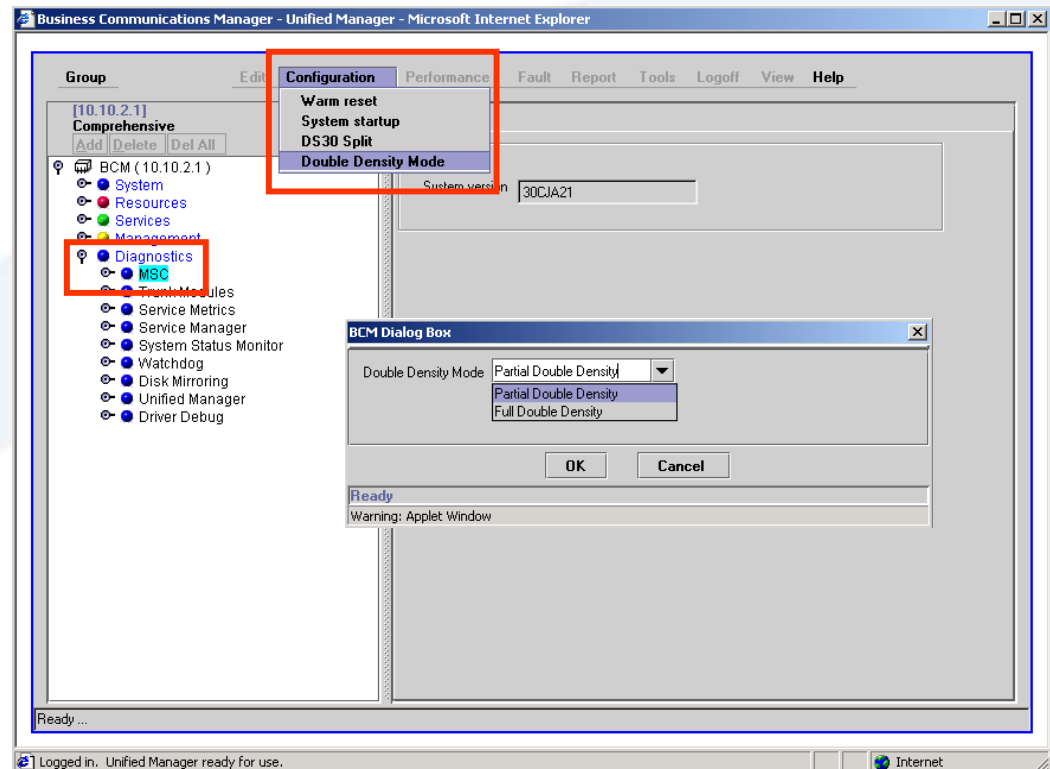 Business Communications Manager - Unified Manager - Microsoft Internet Explorer
Group Edit Configuration Performance Fault Report Tools Logoff View Help
Warm reset
System startup
DS30 Split
Double Density Mode
[10.10.2.1]
Comprehensive
Add Delete Del All
BCM ( 10.10.2.1 )
System
Resources
Services
Management
Diagnostics
MSC
Trunk Modules
Service Metrics
Service Manager
System Status Monitor
Watchdog
Disk Mirroring
Unified Manager
Driver Debug
System version 30CJA21
BCM Dialog Box
Double Density Mode Partial Double Density
Partial Double Density
Full Double Density
OK Cancel
Ready
Warning: Applet Window
Ready ...
Logged in. Unified Manager ready for use. Internet